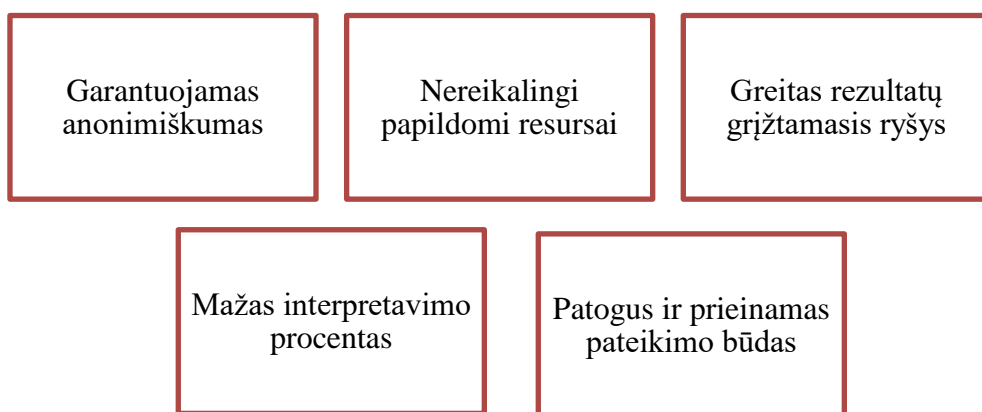 Garantuojamas
anonimiškumas
Nereikalingi
papildomi resursai
Greitas rezultatų
grįžtamasis ryšys
Mažas interpretavimo
procentas
Patogus ir prieinamas
pateikimo būdas